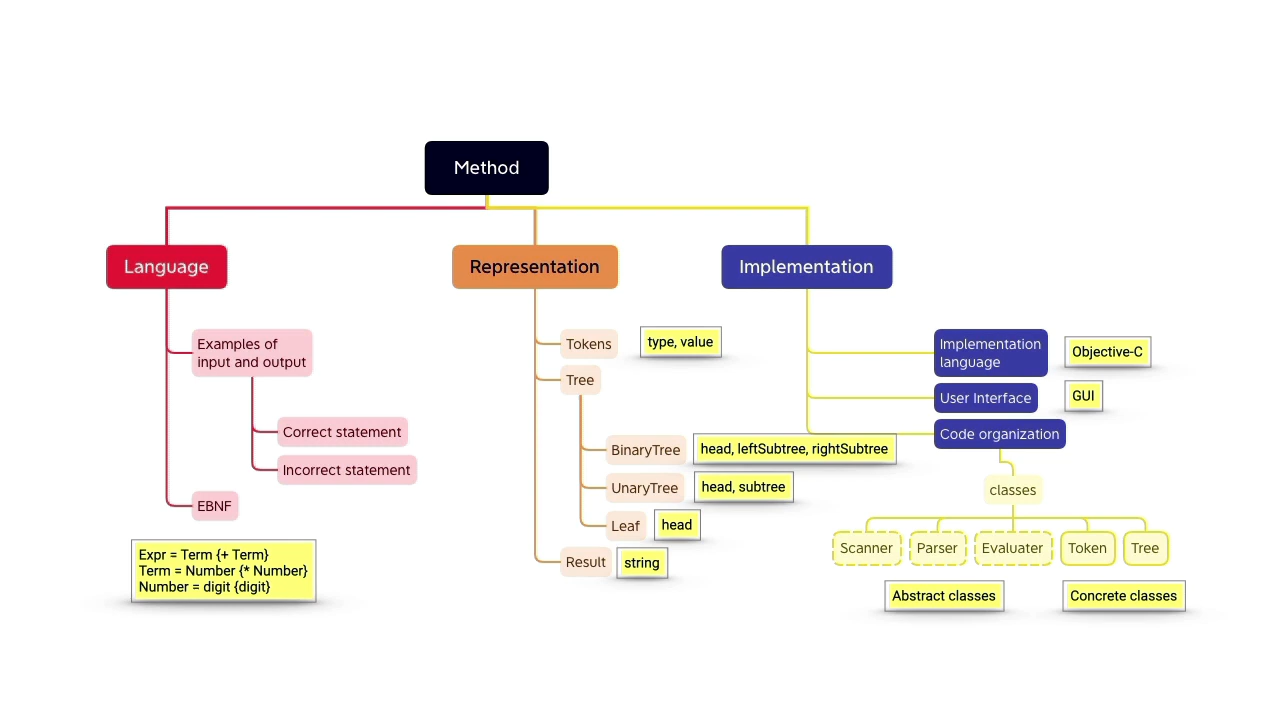 Method
Language
Representation
Implementation
Examples of
input and output
Correct statement
Incorrect statement
EBNF
Expr = Term {+ Term}
Term = Number {* Number}
Number = digit {digit}
Tokens
type, value
Tree
BinaryTree
head, leftSubtree, rightSubtree
UnaryTree
head, subtree
Leaf
head
Result
string
Implementation
language
Objective-C
User Interface
GUI
Code organization
classes
Scanner
Parser
Evaluater
Token
Tree
Abstract classes
Concrete classes